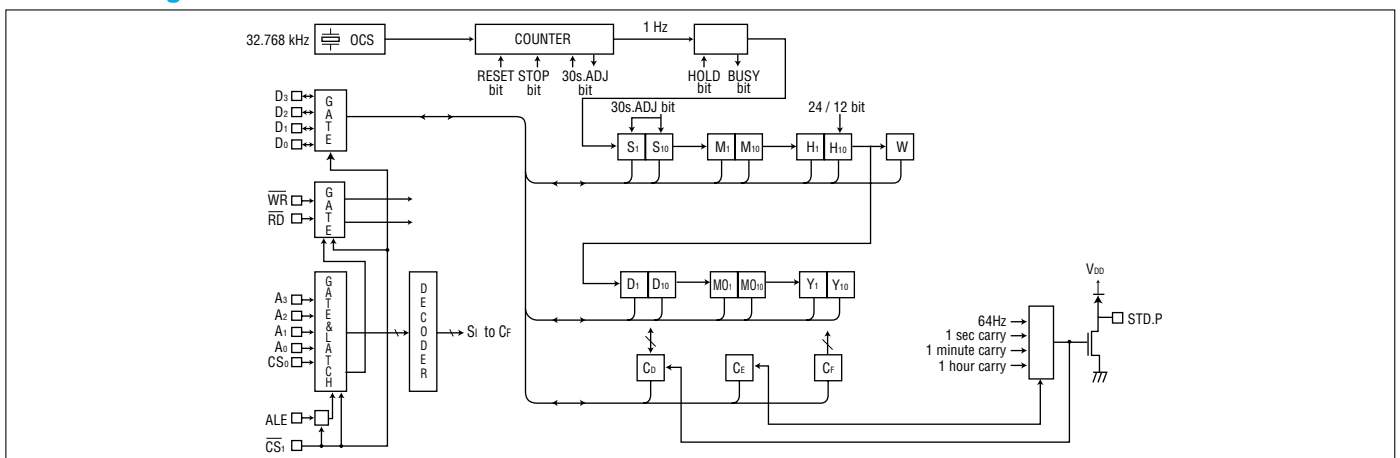 32.768 kHz OCS COUNTER 1 Hz
RESET bit STOP bit 30s.ADJ bit HOLD bit BUSY bit
D3 GATE
D2
D1
D0
30s.ADJ bit 24 / 12 bit
S1 S10 M1 M10 H1 H10 W
WR GATE
RD
A3 GATE&LATCH DECODER SI to CF
A2
A1
A0
CS0
ALE
CS1
D1 D10 MO1 MO10 Y1 Y10
CD CE CF
64Hz
1 sec carry
1 minute carry
1 hour carry
VDD
STD.P